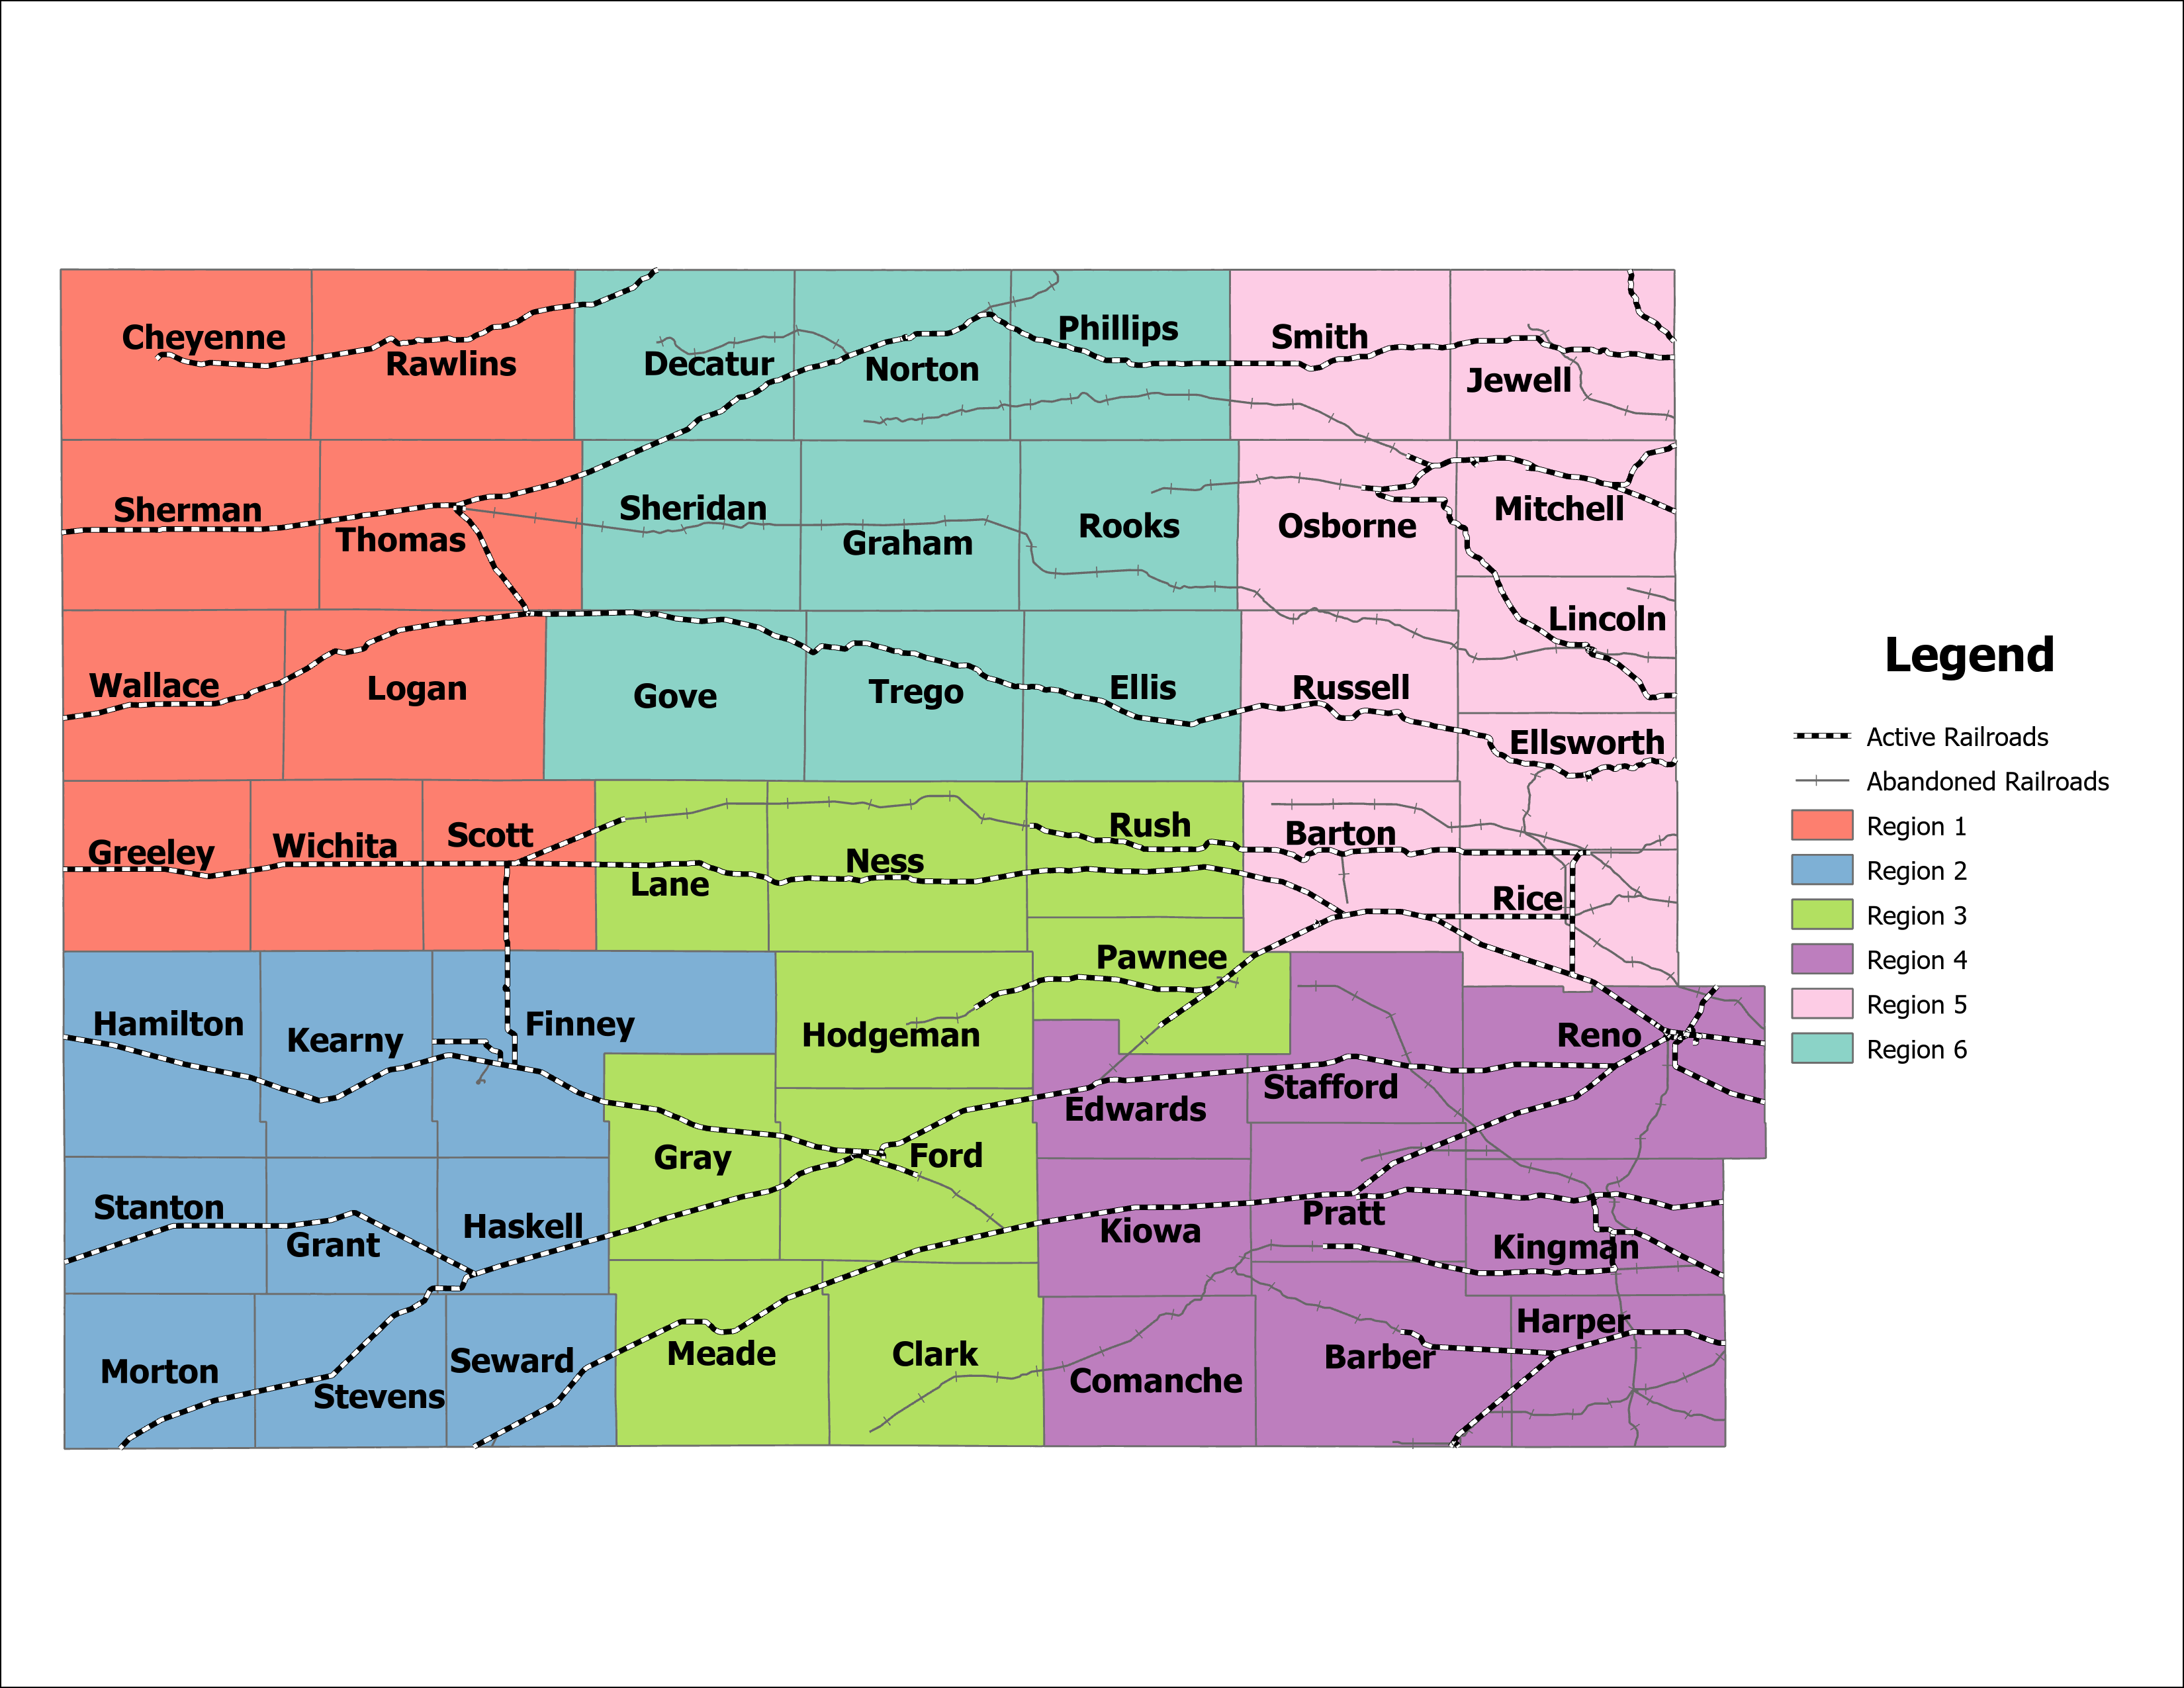 Cheyenne
Rawlins
Decatur
Norton
Phillips
Smith
Jewell
Sherman
Thomas
Sheridan
Graham
Rooks
Osborne
Mitchell
Lincoln
Wallace
Logan
Gove
Trego
Ellis
Russell
Ellsworth
Greeley
Wichita
Scott
Lane
Ness
Rush
Barton
Rice
Pawnee
Hamilton
Kearny
Finney
Hodgeman
Reno
Stafford
Edwards
Gray
Ford
Stanton
Grant
Haskell
Kiowa
Pratt
Kingman
Morton
Stevens
Seward
Meade
Clark
Comanche
Barber
Harper
Legend
Active Railroads
Abandoned Railroads
Region 1
Region 2
Region 3
Region 4
Region 5
Region 6